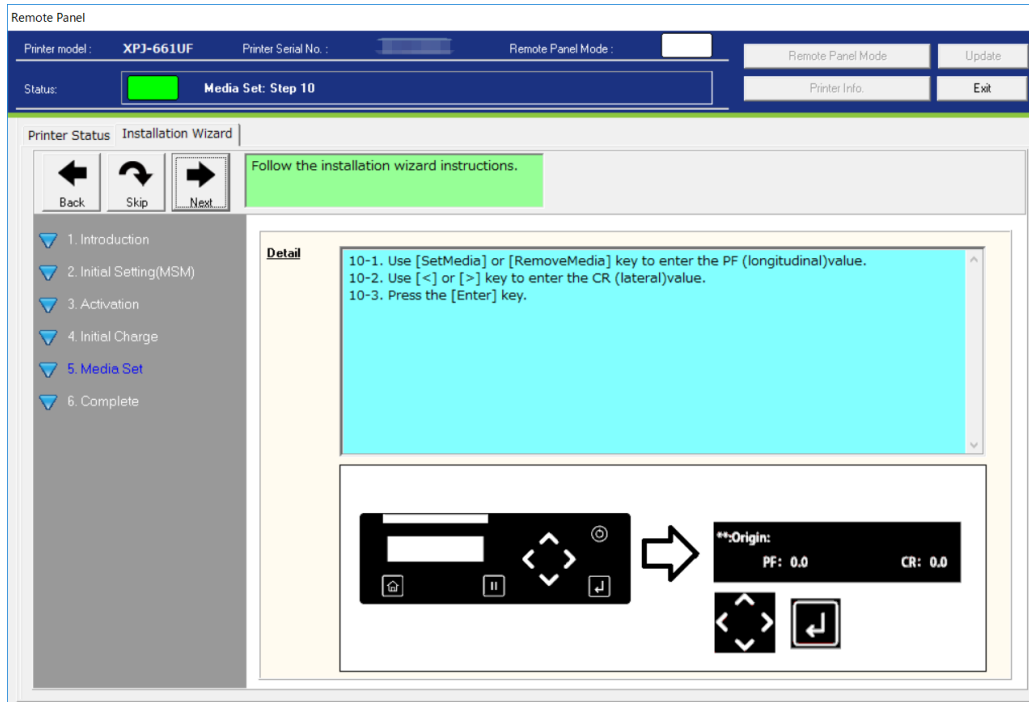 Remote Panel
Printer model : XPJ-661UF Printer Serial No. : Remote Panel Mode :
Remote Panel Mode Update
Status: Media Set: Step 10
Printer Info. Exit
Printer Status Installation Wizard
Back Skip Next
Follow the installation wizard instructions.
1. Introduction
2. Initial Setting(MSM)
3. Activation
4. Initial Charge
5. Media Set
6. Complete
Detail
10-1. Use [SetMedia] or [RemoveMedia] key to enter the PF (longitudinal)value.
10-2. Use [<] or [>] key to enter the CR (lateral)value.
10-3. Press the [Enter] key.
**:Origin:
PF: 0.0 CR: 0.0